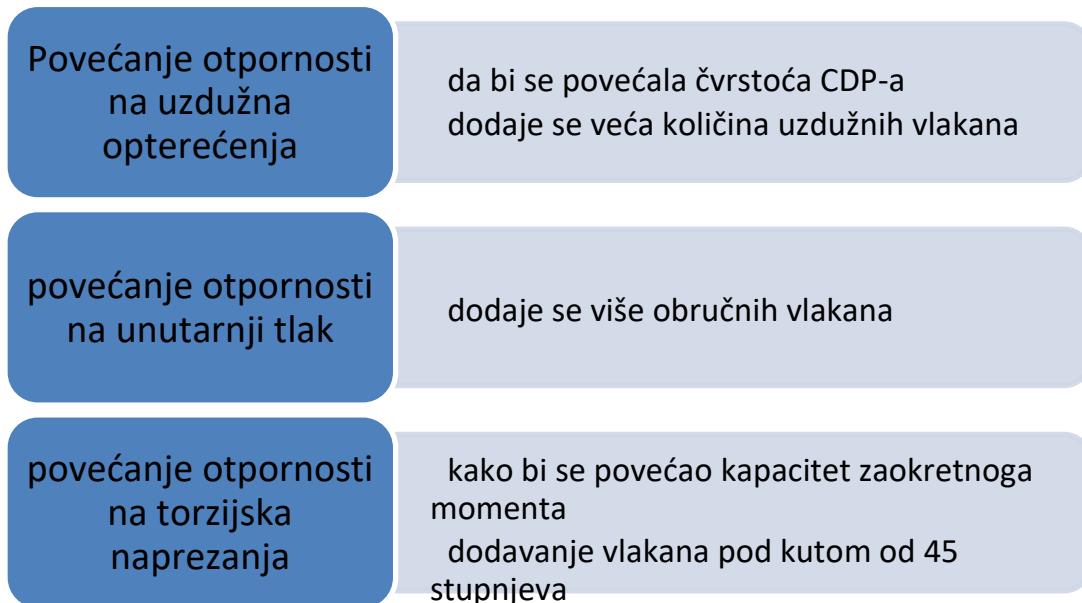 Povećanje otpornosti
na uzdužna
opterećenja
da bi se povećala čvrstoća CDP-a
dodaje se veća količina uzdužnih vlakana
povećanje otpornosti
na unutarnji tlak
dodaje se više obručnih vlakana
povećanje otpornosti
na torzijska
naprezanja
kako bi se povećao kapacitet zaokretnoga
momenta
dodavanje vlakana pod kutom od 45
stupnjeva